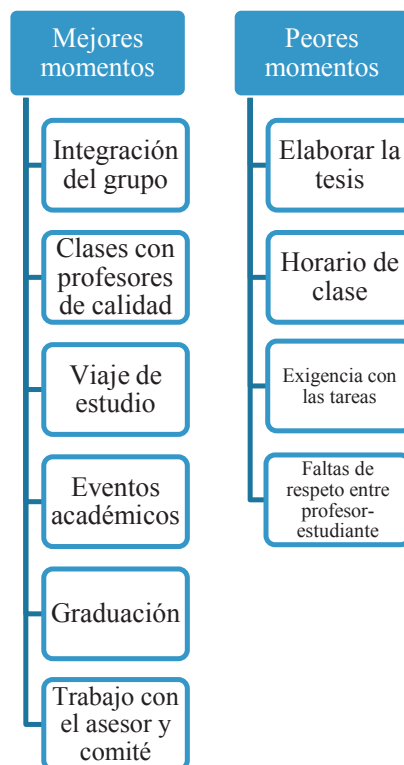 Mejores
momentos
Integración
del grupo
Clases con
profesores
de calidad
Viaje de
estudio
Eventos
académicos
Graduación
Trabajo con
el asesor y
comité
Peores
momentos
Elaborar la
tesis
Horario de
clase
Exigencia con
las tareas
Faltas de
respeto entre
profesor-
estudiante